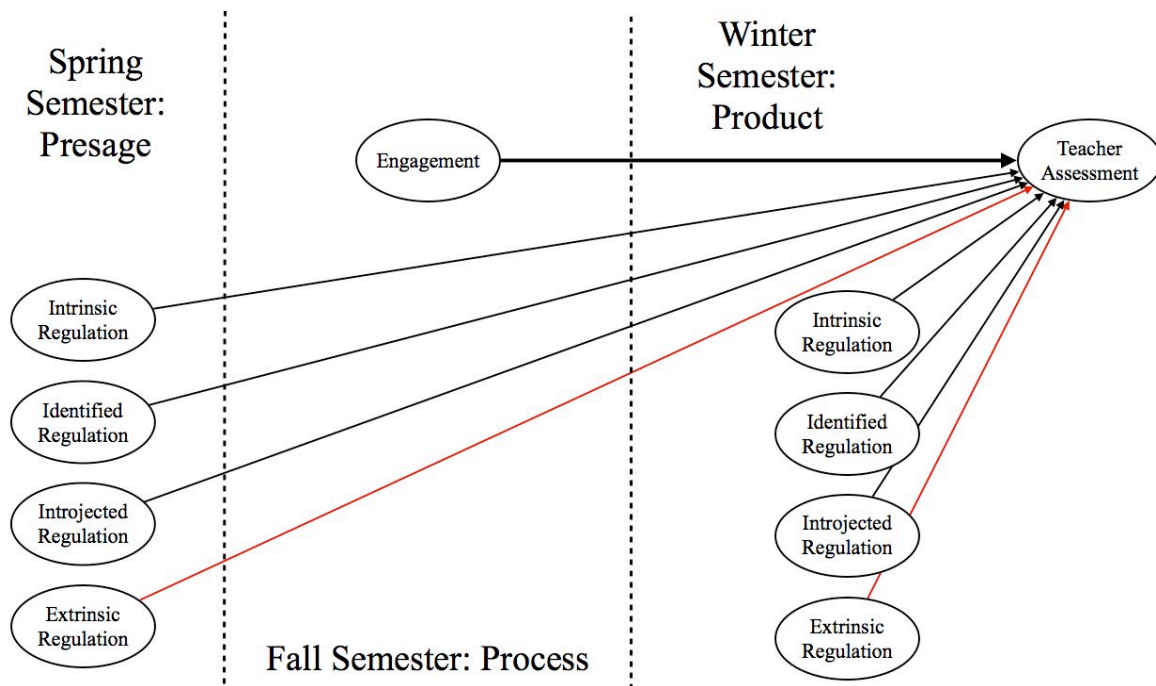 Spring
Semester:
Presage
Winter
Semester:
Product
Engagement
Teacher
Assessment
Intrinsic
Regulation
Identified
Regulation
Introjected
Regulation
Extrinsic
Regulation
Intrinsic
Regulation
Identified
Regulation
Introjected
Regulation
Extrinsic
Regulation
Fall Semester: Process